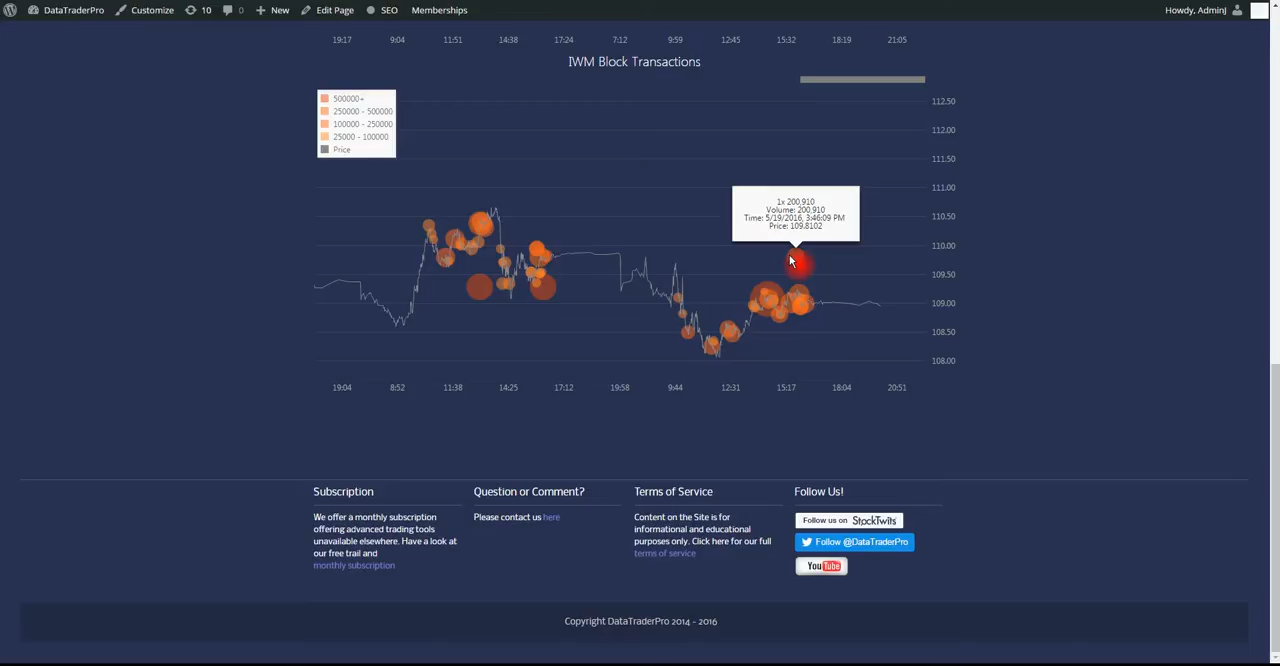 DataTraderPro Customize 10 0 New Edit Page SEO Memberships Howdy, AdminJ
19:17 9:04 11:51 14:38 17:24 7:12 9:59 12:45 15:32 18:19 21:05
IWM Block Transactions
500000+
250000 - 500000
100000 - 250000
25000 - 100000
Price
112.50
112.00
111.50
111.00
110.50
110.00
109.50
109.00
108.50
108.00
1x 200,910
Volume: 200,910
Time: 5/19/2016, 3:46:09 PM
Price: 109.8102
19:04 8:52 11:38 14:25 17:12 19:58 9:44 12:31 15:17 18:04 20:51
Subscription
We offer a monthly subscription
offering advanced trading tools
unavailable elsewhere. Have a look at
our free trail and
monthly subscription
Question or Comment?
Please contact us here
Terms of Service
Content on the Site is for
informational and educational
purposes only. Click here for our full
terms of service
Follow Us!
Follow us on StockTwits
Follow @DataTraderPro
YouTube
Copyright DataTraderPro 2014 - 2016